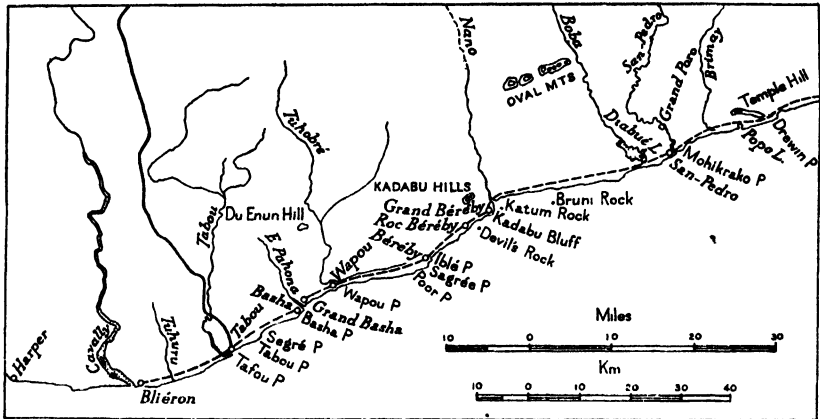 Nano
Boba
San-Pedro
Grand Poro
Brimay
OVAL MTS
Temple Hill
Drewin P
Popo L.
Diabué L
Mohikrako P
San-Pedro
Tuhobré
KADABU HILLS
Grand Béréby
Katum Rock
Bruni Rock
Roc Béréby
Kadabu Bluff
Devil's Rock
Béréby
Iblé P
Sagrée P
Poor P
Tabou
Du Enun Hill
E. Pahona
Wapou
Wapou P
Basha
Grand Basha
Basha P
Tabou
Segré P
Tabou P
Tafou P
Harper
Cavally
Tuhiniri
Bliéron
Miles
10 0 10 20 30
Km
10 0 10 20 30 40